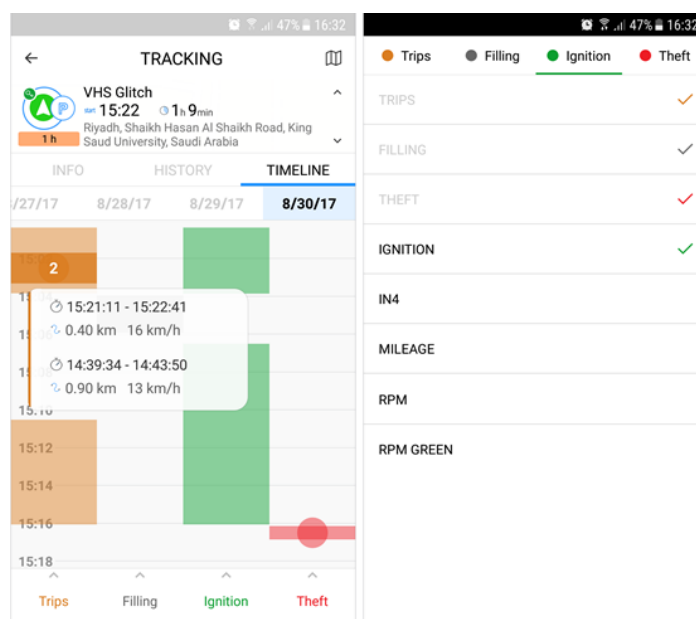 47% 16:32
TRACKING
VHS Glitch
start 15:22 1 h 9 min
Riyadh, Shaikh Hasan Al Shaikh Road, King
Saud University, Saudi Arabia
1 h
P
INFO HISTORY TIMELINE
/27/17 8/28/17 8/29/17 8/30/17
2
15:21:11 - 15:22:41
0.40 km 16 km/h
14:39:34 - 14:43:50
0.90 km 13 km/h
15:10
15:12
15:14
15:16
15:18
Trips Filling Ignition Theft
47% 16:32
Trips Filling Ignition Theft
TRIPS
FILLING
THEFT
IGNITION
IN4
MILEAGE
RPM
RPM GREEN